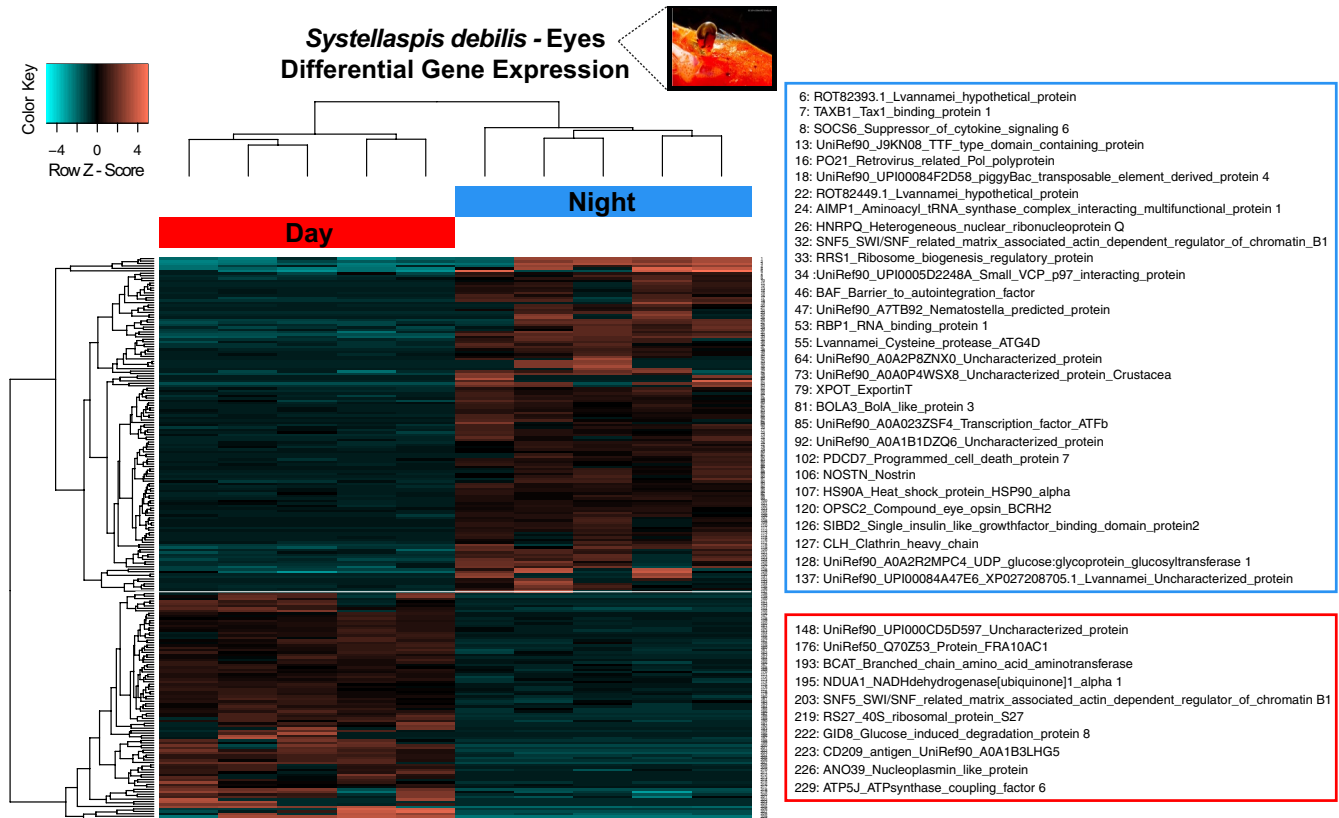 Systellaspis debilis - Eyes
Differential Gene Expression
Color Key
−4 0 4
Row Z - Score
Night
Day
6: ROT82393.1_Lvannamei_hypothetical_protein
7: TAXB1_Tax1_binding_protein 1
8: SOCS6_Suppressor_of_cytokine_signaling 6
13: UniRef90_J9KN08_TTF_type_domain_containing_protein
16: PO21_Retrovirus_related_Pol_polyprotein
18: UniRef90_UPI00084F2D58_piggyBac_transposable_element_derived_protein 4
22: ROT82449.1_Lvannamei_hypothetical_protein
24: AIMP1_Aminoacyl_tRNA_synthase_complex_interacting_multifunctional_protein 1
26: HNRPQ_Heterogeneous_nuclear_ribonucleoprotein Q
32: SNF5_SWI/SNF_related_matrix_associated_actin_dependent_regulator_of_chromatin_B1
33: RRS1_Ribosome_biogenesis_regulatory_protein
34 :UniRef90_UPI0005D2248A_Small_VCP_p97_interacting_protein
46: BAF_Barrier_to_autointegration_factor
47: UniRef90_A7TB92_Nematostella_predicted_protein
53: RBP1_RNA_binding_protein 1
55: Lvannamei_Cysteine_protease_ATG4D
64: UniRef90_A0A2P8ZNX0_Uncharacterized_protein
73: UniRef90_A0A0P4WSX8_Uncharacterized_protein_Crustacea
79: XPOT_ExportinT
81: BOLA3_BolA_like_protein 3
85: UniRef90_A0A023ZSF4_Transcription_factor_ATFb
92: UniRef90_A0A1B1DZQ6_Uncharacterized_protein
102: PDCD7_Programmed_cell_death_protein 7
106: NOSTN_Nostrin
107: HS90A_Heat_shock_protein_HSP90_alpha
120: OPSC2_Compound_eye_opsin_BCRH2
126: SIBD2_Single_insulin_like_growthfactor_binding_domain_protein2
127: CLH_Clathrin_heavy_chain
128: UniRef90_A0A2R2MPC4_UDP_glucose:glycoprotein_glucosyltransferase 1
137: UniRef90_UPI00084A47E6_XP027208705.1_Lvannamei_Uncharacterized_protein
148: UniRef90_UPI000CD5D597_Uncharacterized_protein
176: UniRef50_Q70Z53_Protein_FRA10AC1
193: BCAT_Branched_chain_amino_acid_aminotransferase
195: NDUA1_NADHdehydrogenase[ubiquinone]1_alpha 1
203: SNF5_SWI/SNF_related_matrix_associated_actin_dependent_regulator_of_chromatin B1
219: RS27_40S_ribosomal_protein_S27
222: GID8_Glucose_induced_degradation_protein 8
223: CD209_antigen_UniRef90_A0A1B3LHG5
226: ANO39_Nucleoplasmin_like_protein
229: ATP5J_ATPsynthase_coupling_factor 6